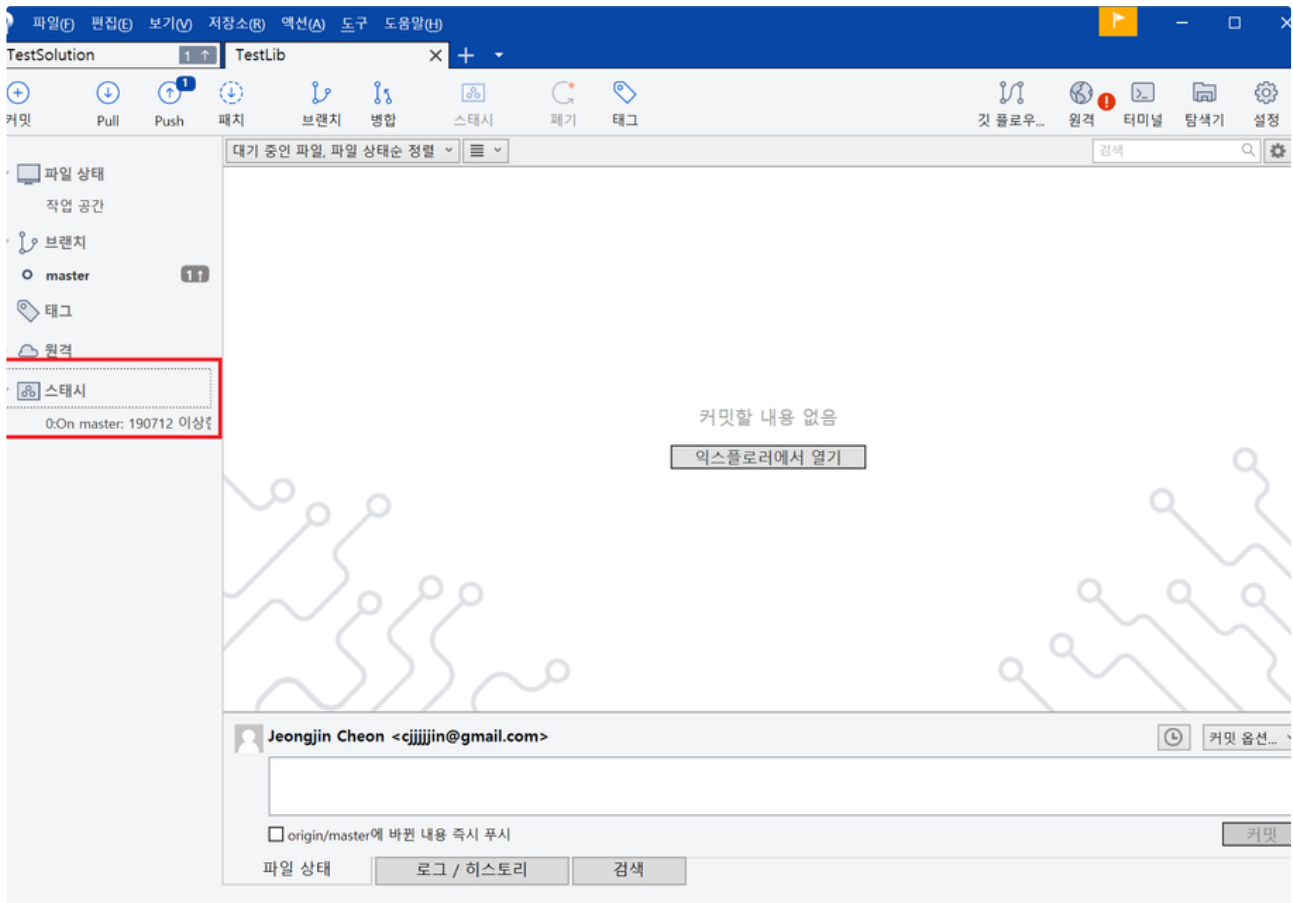 파일(F) 편집(E) 보기(V) 저장소(R) 액션(A) 도구 도움말(H)
TestSolution 1 ↑ TestLib
1
커밋 Pull Push 패치 브랜치 병합 스태시 폐기 태그 깃 플로우... 원격 터미널 탐색기 설정
대기 중인 파일, 파일 상태순 정렬 검색
파일 상태
작업 공간
브랜치
master 1↑
태그
원격
스태시
0:On master: 190712
커밋할 내용 없음
익스플로러에서 열기
Jeongjin Cheon <cjjjjjin@gmail.com>
커밋 옵션...
origin/master에 바뀐 내용 즉시 푸시
커밋
파일 상태 로그 / 히스토리 검색